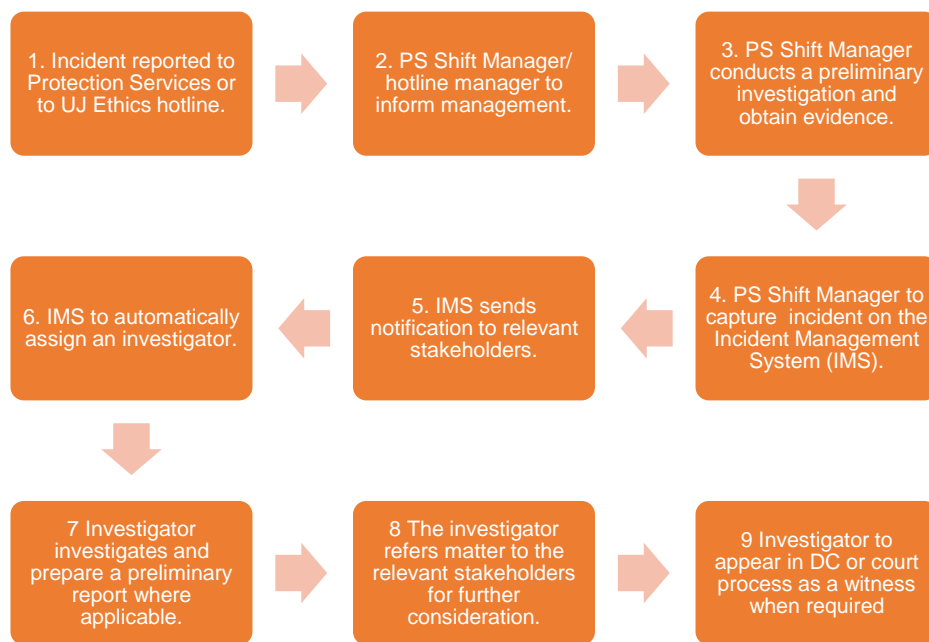 1. Incident reported to
Protection Services or
to UJ Ethics hotline.
2. PS Shift Manager/
hotline manager to
inform management.
3. PS Shift Manager
conducts a preliminary
investigation and
obtain evidence.
4. PS Shift Manager to
capture incident on the
Incident Management
System (IMS).
5. IMS sends
notification to relevant
stakeholders.
6. IMS to automatically
assign an investigator.
7 Investigator
investigates and
prepare a preliminary
report where
applicable.
8 The investigator
refers matter to the
relevant stakeholders
for further
consideration.
9 Investigator to
appear in DC or court
process as a witness
when required